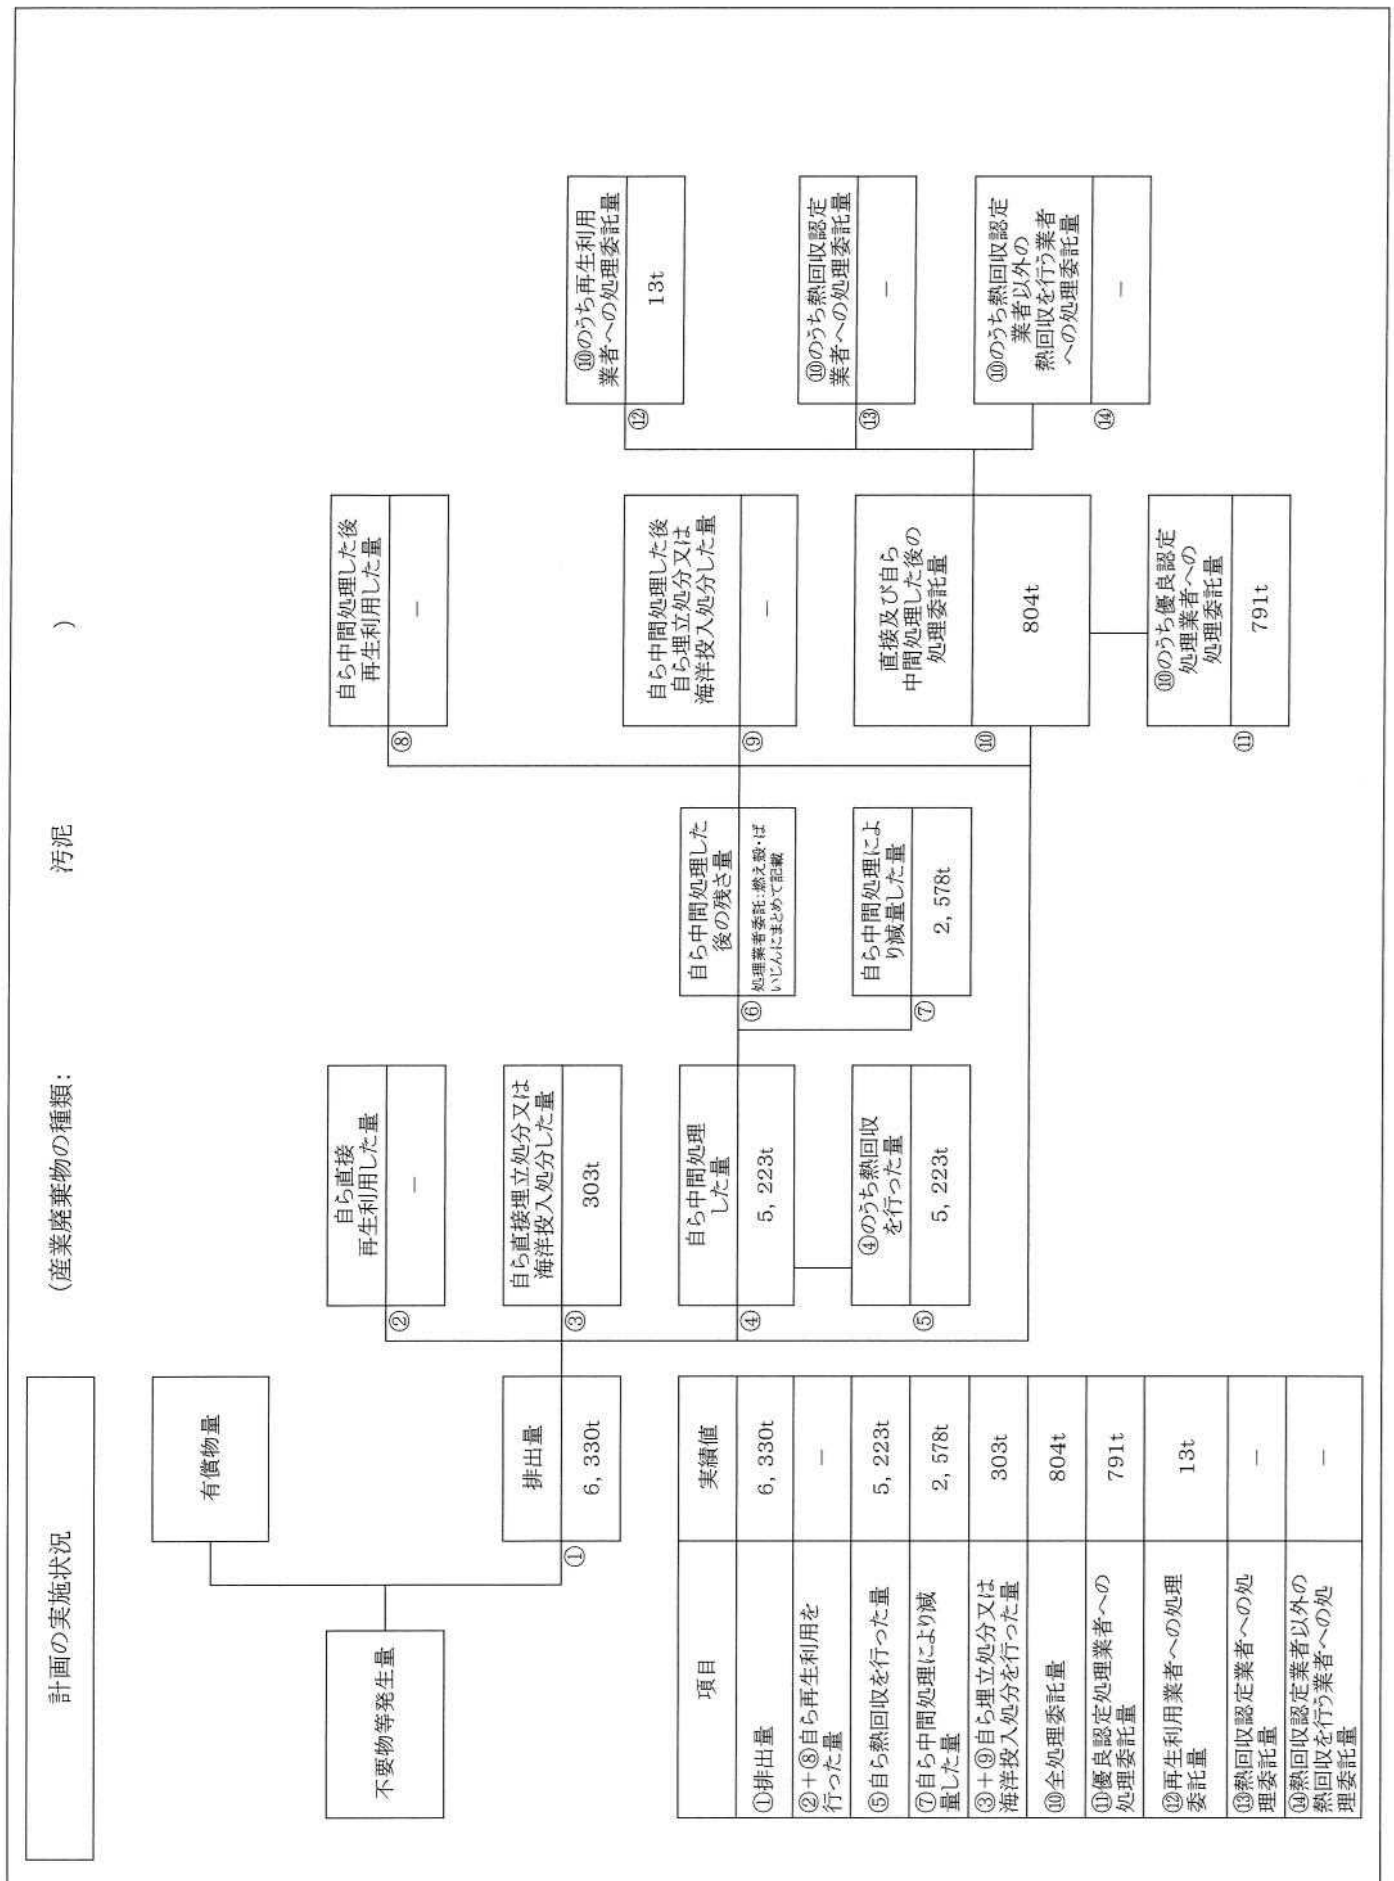 計画の実施状況
(産業廃棄物の種類: 汚泥 )
不要物等発生量
有償物量
排出量
① 6,330t
自ら直接
再生利用した量
② －
自ら直接埋立処分又は
海洋投入処分した量
③ 303t
自ら中間処理
した量
④ 5,223t
④のうち熱回収
を行った量
⑤ 5,223t
自ら中間処理した
後の残さ量
⑥ 処理業者委託:燃え殻・ば
いじんにまとめて記載
自ら中間処理によ
り減量した量
⑦ 2,578t
自ら中間処理した後
再生利用した量
⑧ －
自ら中間処理した後
自ら埋立処分又は
海洋投入処分した量
⑨ －
直接及び自ら
中間処理した後の
処理委託量
⑩ 804t
⑩のうち優良認定
処理業者への
処理委託量
⑪ 791t
⑩のうち再生利用
業者への処理委託量
⑫ 13t
⑩のうち熱回収認定
業者への処理委託量
⑬ －
⑩のうち熱回収認定
業者以外の
熱回収を行う業者
への処理委託量
⑭ －
項目 実績値
①排出量 6,330t
②+⑧自ら再生利用を
行った量 －
⑤自ら熱回収を行った量 5,223t
⑦自ら中間処理により減
量した量 2,578t
③+⑨自ら埋立処分又は
海洋投入処分を行った量 303t
⑩全処理委託量 804t
⑪優良認定処理業者への
処理委託量 791t
⑫再生利用業者への処理
委託量 13t
⑬熱回収認定業者への処
理委託量 －
⑭熱回収認定業者以外の
熱回収を行う業者への処
理委託量 －